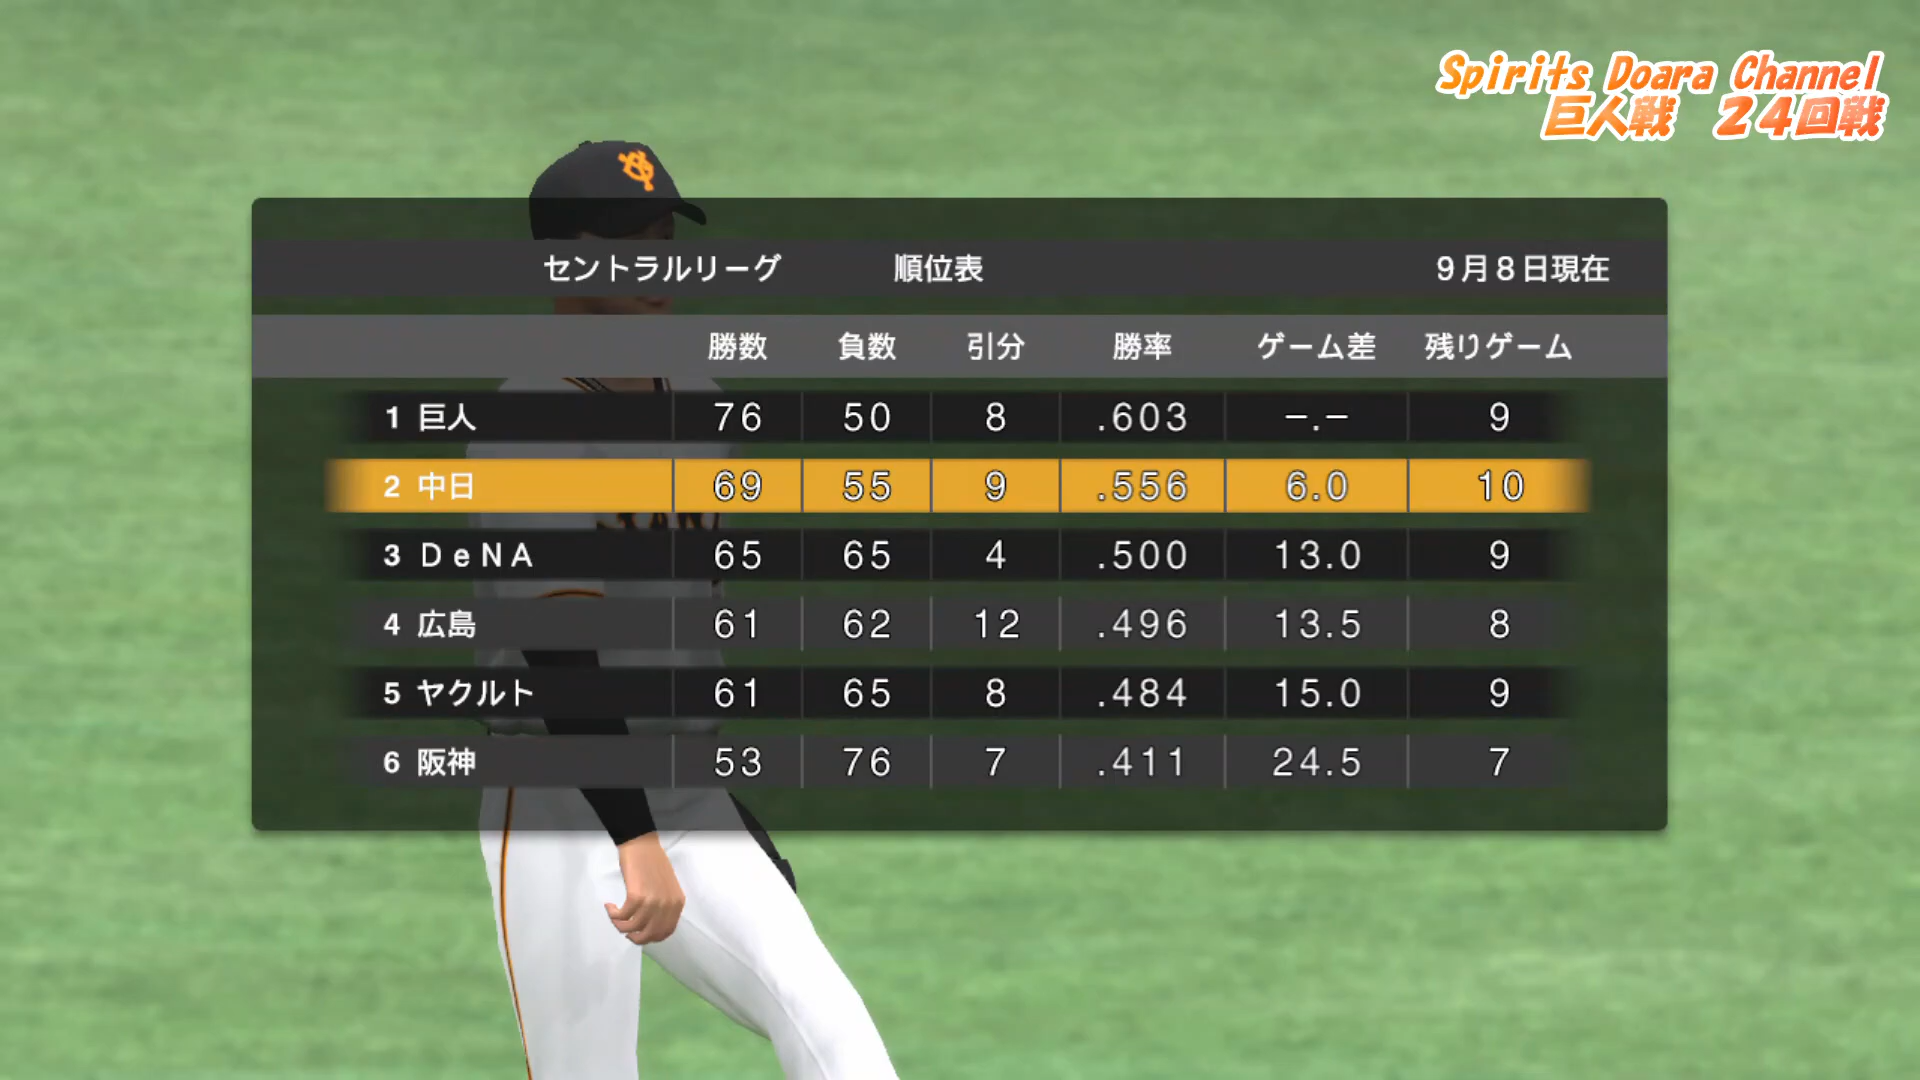 Spirits Doara Channel
巨人戦 24回戦
セントラルリーグ 順位表 9月8日現在
勝数 負数 引分 勝率 ゲーム差 残りゲーム
1 巨人 76 50 8 .603 -.- 9
2 中日 69 55 9 .556 6.0 10
3 DeNA 65 65 4 .500 13.0 9
4 広島 61 62 12 .496 13.5 8
5 ヤクルト 61 65 8 .484 15.0 9
6 阪神 53 76 7 .411 24.5 7